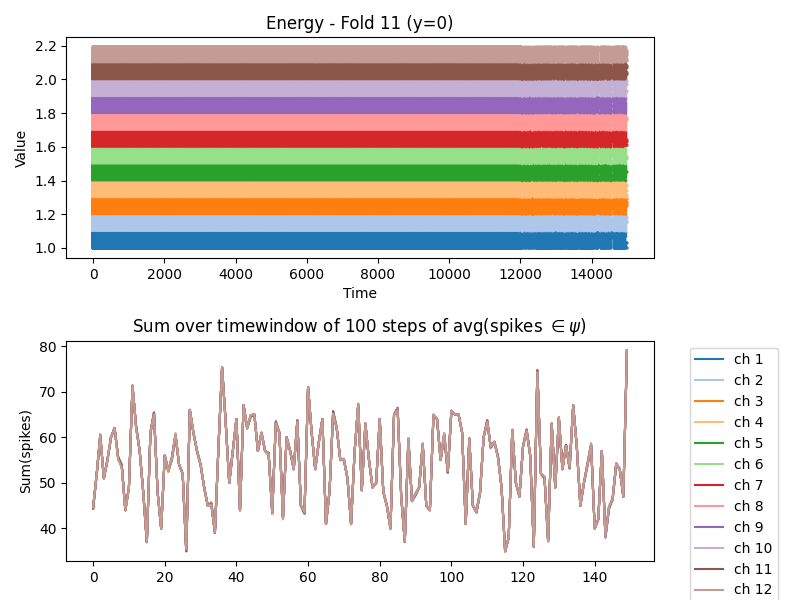 Energy - Fold 11 (y=0)
Value
2.2
2.0
1.8
1.6
1.4
1.2
1.0
0 2000 4000 6000 8000 10000 12000 14000
Time
Sum over timewindow of 100 steps of avg(spikes ∈ψ)
Sum(spikes)
80
70
60
50
40
0 20 40 60 80 100 120 140
ch 1
ch 2
ch 3
ch 4
ch 5
ch 6
ch 7
ch 8
ch 9
ch 10
ch 11
ch 12